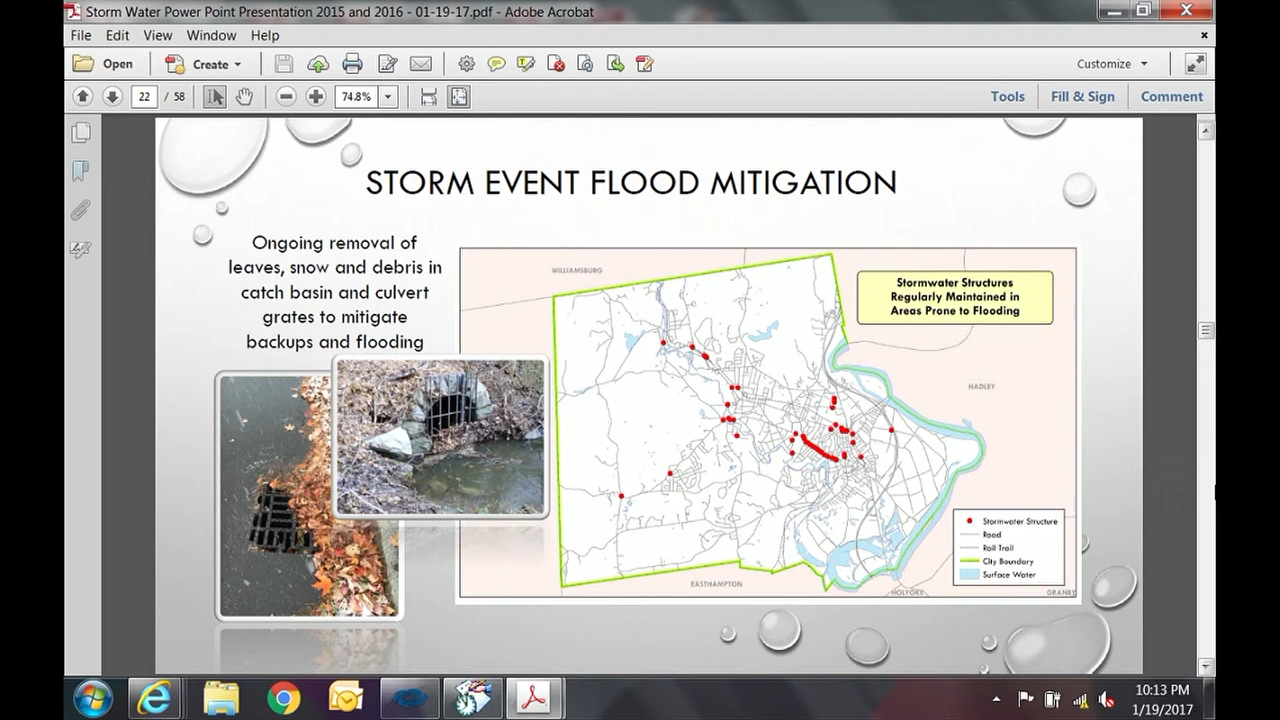 Storm Water Power Point Presentation 2015 and 2016 - 01-19-17.pdf - Adobe Acrobat
File Edit View Window Help
Open Create Customize
22 / 58 74.8% Tools Fill & Sign Comment
STORM EVENT FLOOD MITIGATION
Ongoing removal of
leaves, snow and debris in
catch basin and culvert
grates to mitigate
backups and flooding
WILLIAMSBURG
Stormwater Structures
Regularly Maintained in
Areas Prone to Flooding
HADLEY
Stormwater Structure
Road
Rail Trail
City Boundary
Surface Water
EASTHAMPTON
HOLYOKE
GRANBY
10:13 PM
1/19/2017